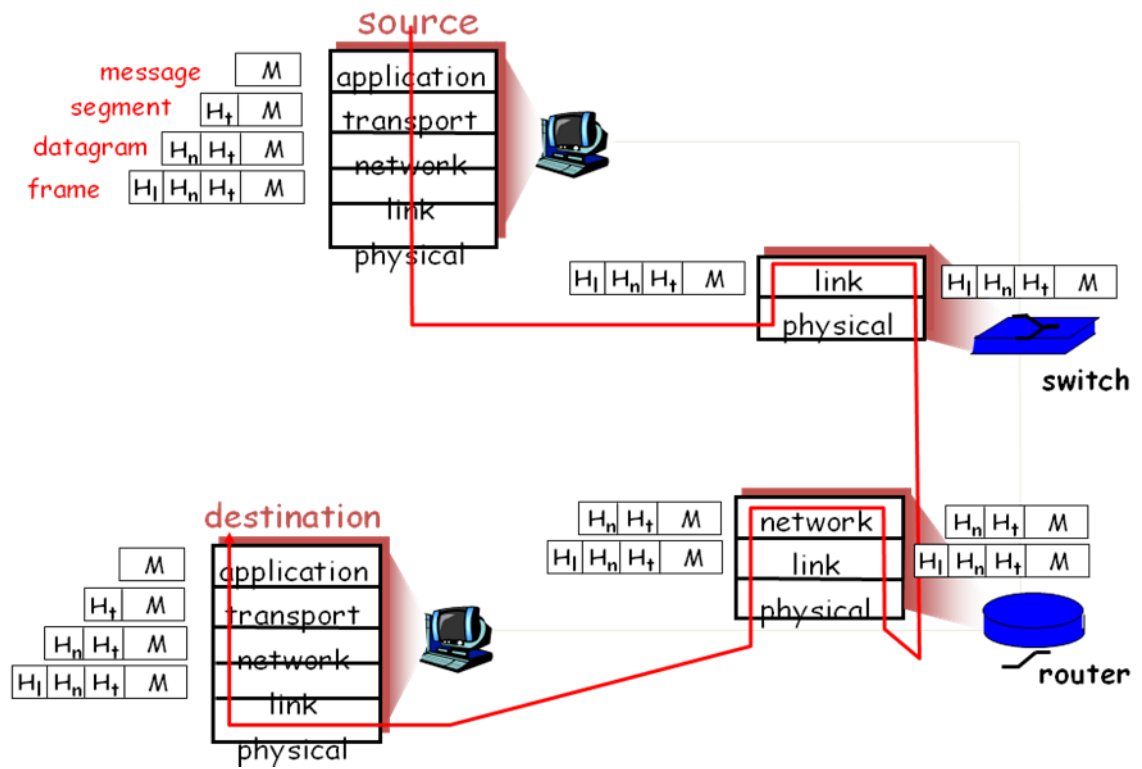 source
message M
application
segment Ht M
transport
datagram Hn Ht M
network
frame Hl Hn Ht M
link
physical
Hl Hn Ht M
link
Hl Hn Ht M
physical
switch
destination
Hn Ht M
network
Hn Ht M
Hl Hn Ht M
link
Hl Hn Ht M
physical
router
M
application
Ht M
transport
Hn Ht M
network
Hl Hn Ht M
link
physical